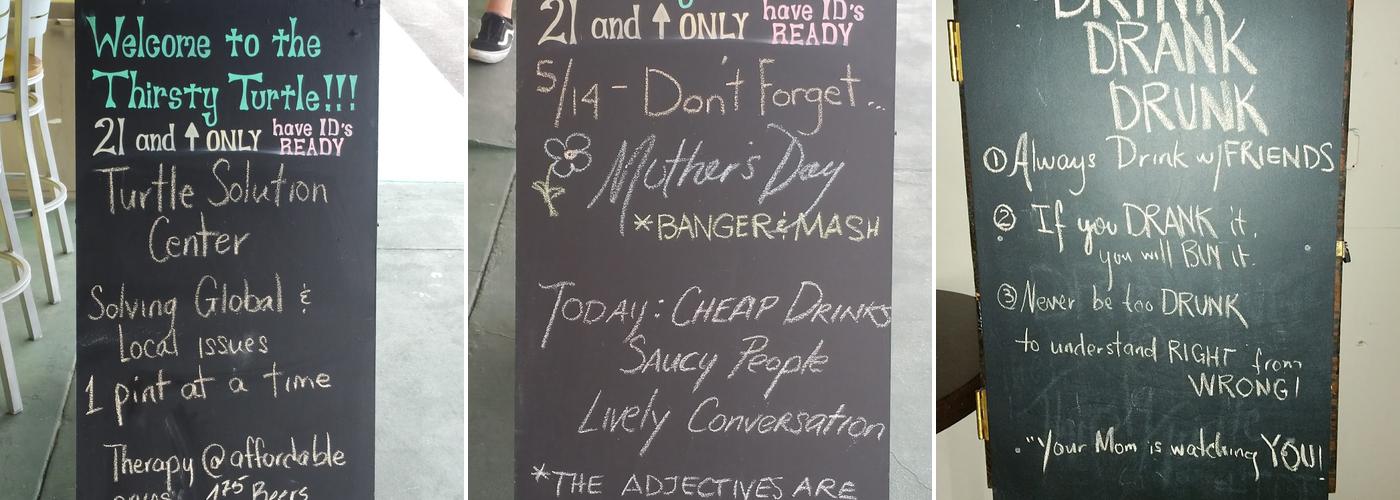 Welcome to the
Thirsty Turtle!!!
21 and ↑ ONLY have ID's READY
Turtle Solution
Center
Solving Global &
Local issues
1 pint at a time
Therapy @ affordable
1.75 Beers
21 and ↑ ONLY have ID's READY
5/14 - Don't Forget...
Mother's Day
*BANGER & MASH
TODAY: CHEAP DRINKS
SAUCY People
Lively Conversation
*THE ADJECTIVES ARE
DRINK
DRANK
DRUNK
① Always Drink w/FRIENDS
② If you DRANK it,
you will BUY it.
③ Never be too DRUNK
to understand RIGHT from
WRONG!
"Your Mom is watching YOU!